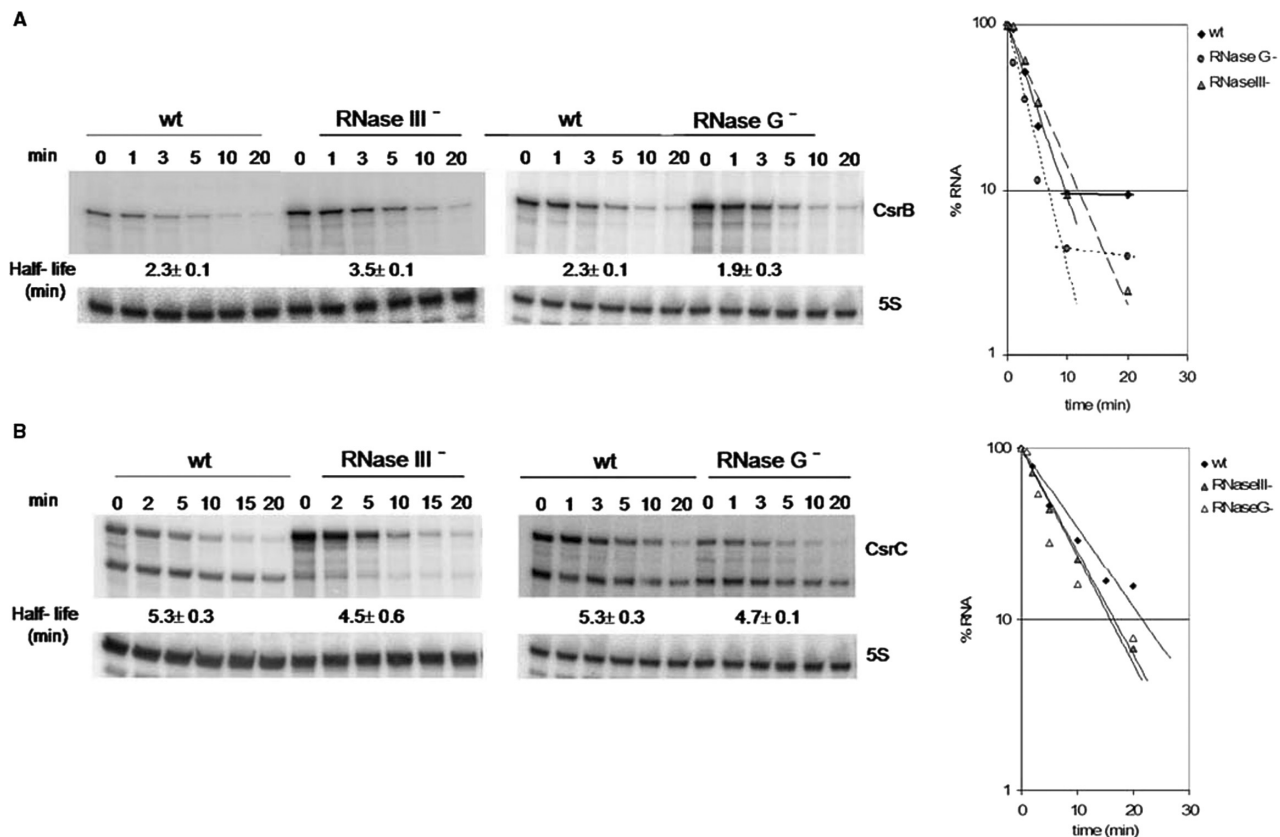 A
wt RNase III - wt RNase G -
min 0 1 3 5 10 20 0 1 3 5 10 20 0 1 3 5 10 20 0 1 3 5 10 20
CsrB
Half- life 2.3± 0.1 3.5± 0.1 2.3± 0.1 1.9± 0.3
(min)
5S
100
10
1
% RNA
0 10 20 30
time (min)
wt
RNase G-
RNaseIII-
B
wt RNase III - wt RNase G -
min 0 2 5 10 15 20 0 2 5 10 15 20 0 1 3 5 10 20 0 1 3 5 10 20
CsrC
Half- life 5.3± 0.3 4.5± 0.6 5.3± 0.3 4.7± 0.1
(min)
5S
100
10
1
% RNA
0 10 20 30
time (min)
wt
RNaseIII-
RNaseG-